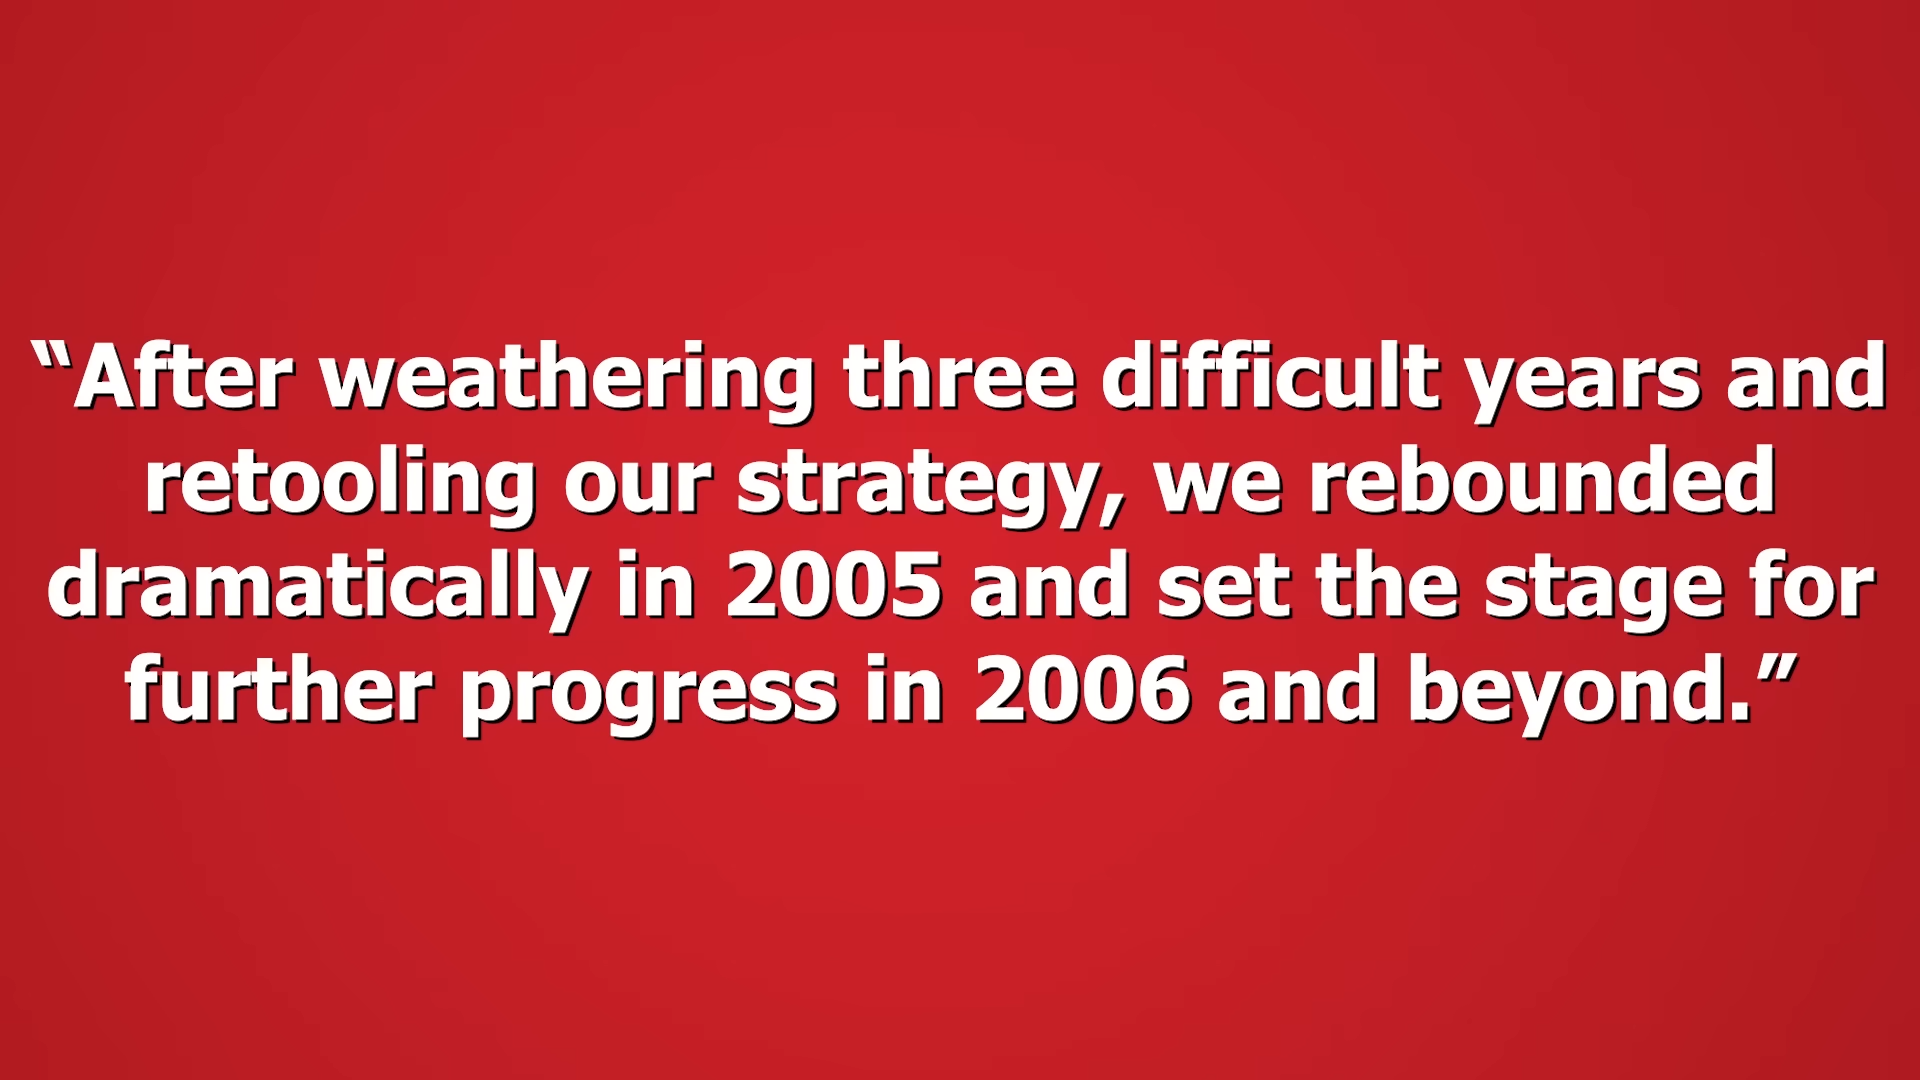 “After weathering three difficult years and
retooling our strategy, we rebounded
dramatically in 2005 and set the stage for
further progress in 2006 and beyond.”